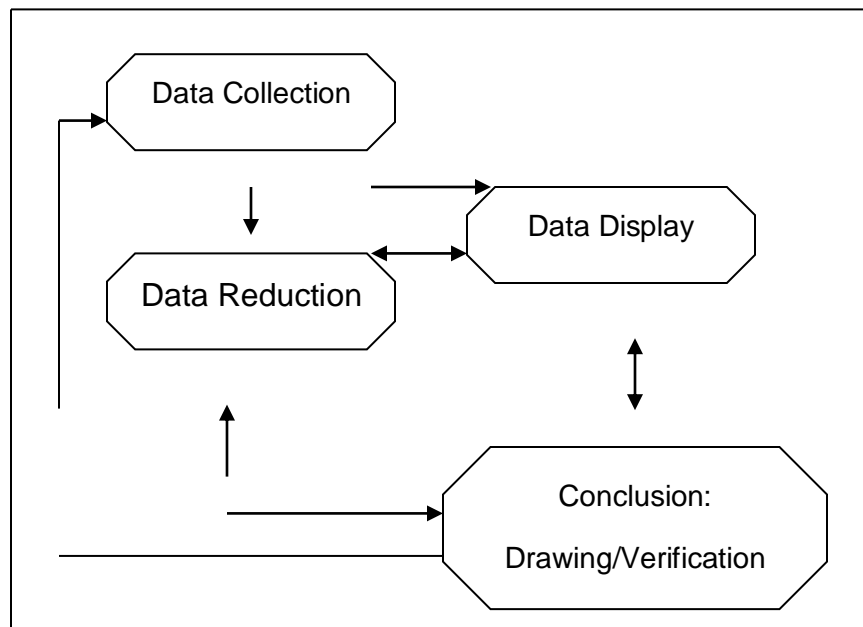 Data Collection
Data Display
Data Reduction
Conclusion:
Drawing/Verification